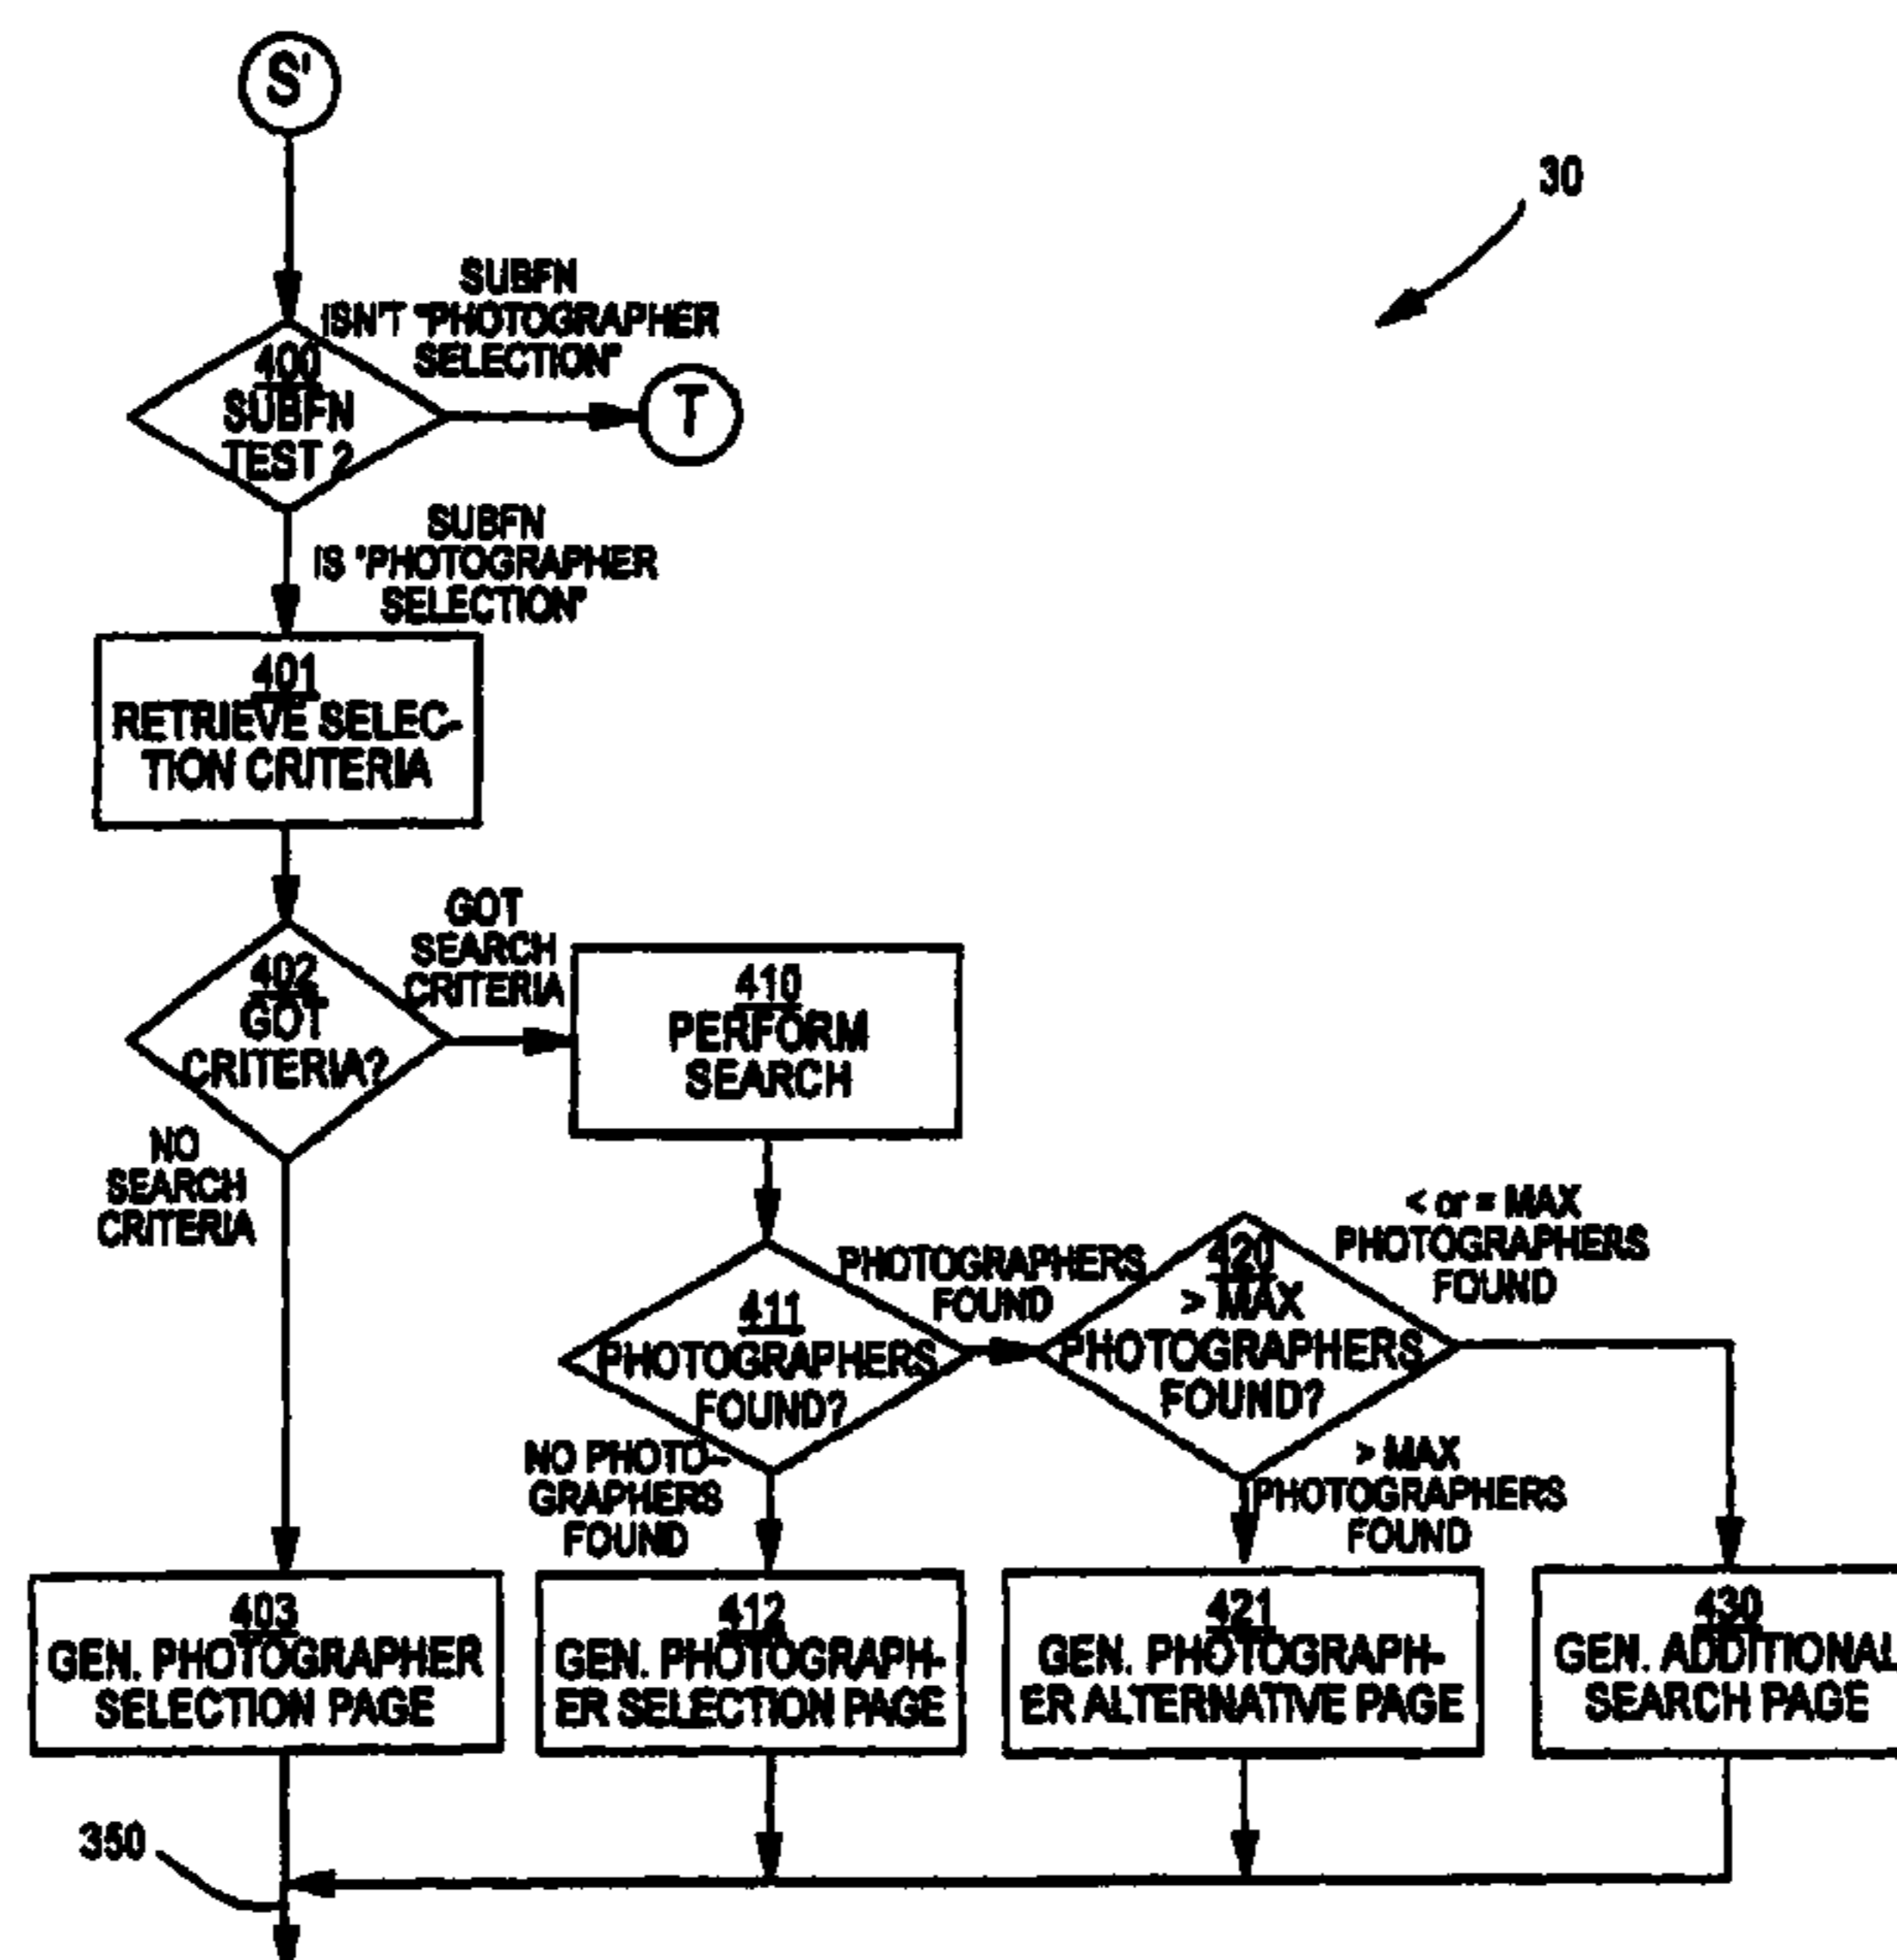 S'
30
SUBFN
ISN'T "PHOTOGRAPHER
SELECTION"
400
SUBFN
TEST 2
T
SUBFN
IS "PHOTOGRAPHER
SELECTION"
401
RETRIEVE SELEC-
TION CRITERIA
402
GOT
CRITERIA?
GOT
SEARCH
CRITERIA
410
PERFORM
SEARCH
NO
SEARCH
CRITERIA
411
PHOTOGRAPHERS
FOUND?
PHOTOGRAPHERS
FOUND
420
> MAX
PHOTOGRAPHERS
FOUND?
< or = MAX
PHOTOGRAPHERS
FOUND
NO PHOTO-
GRAPHERS
FOUND
> MAX
PHOTOGRAPHERS
FOUND
403
GEN. PHOTOGRAPHER
SELECTION PAGE
412
GEN. PHOTOGRAPH-
ER SELECTION PAGE
421
GEN. PHOTOGRAPH-
ER ALTERNATIVE PAGE
430
GEN. ADDITIONAL
SEARCH PAGE
350